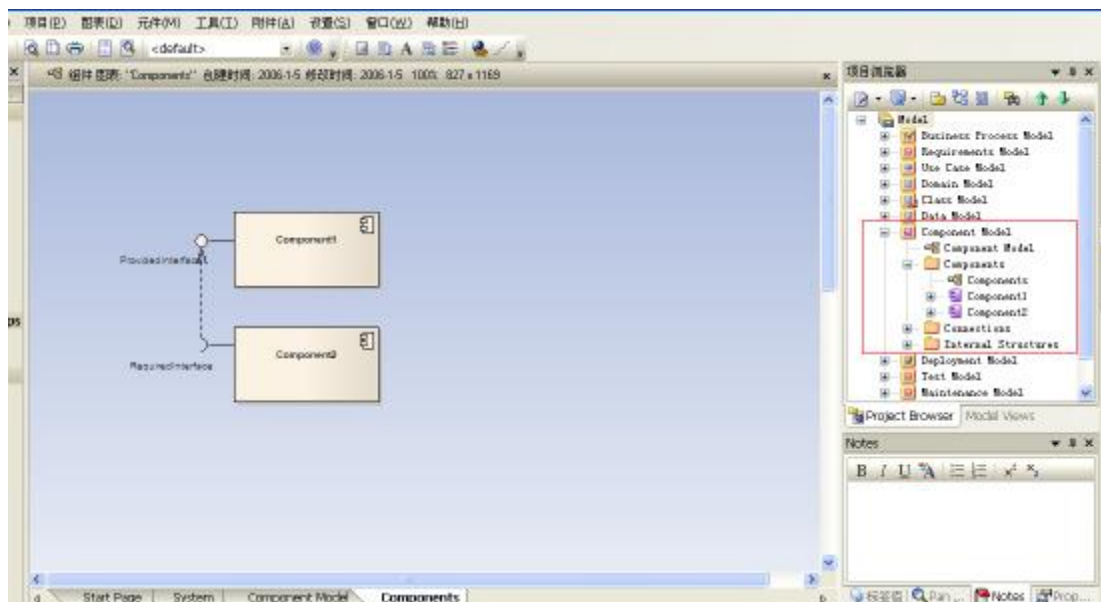 项目(P) 图表(D) 元件(M) 工具(T) 附件(A) 设置(S) 窗口(W) 帮助(H)
<default>
组件 图表: "Components" 创建时间: 2006-1-5 修改时间: 2006-1-5 100% 827 x 1169
项目浏览器
Model
Business Process Model
Requirements Model
Use Case Model
Domain Model
Class Model
Data Model
Component Model
Component Model
Components
Components
Component1
Component2
Connections
Internal Structures
Deployment Model
Test Model
Maintenance Model
Component1
ProvidedInterface1
Component2
RequiredInterface
Project Browser Model Views
Notes
B I U A
Start Page System Component Model Components
Pan ... Notes Prop...